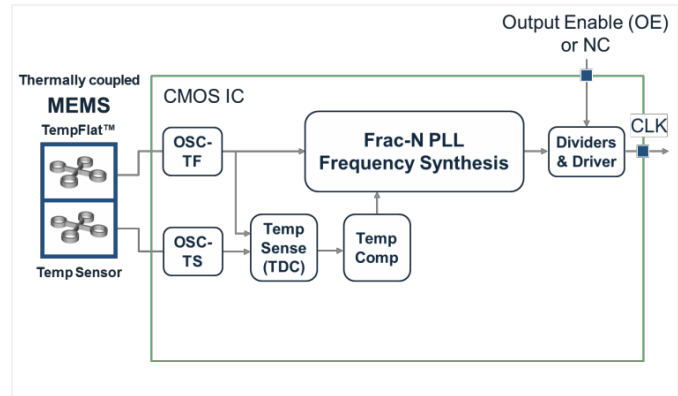 Output Enable (OE)
or NC
Thermally coupled
MEMS
TempFlat™
CMOS IC
OSC-
TF
Frac-N PLL
Frequency Synthesis
Dividers
& Driver
CLK
OSC-
TS
Temp
Sense
(TDC)
Temp
Comp
Temp Sensor